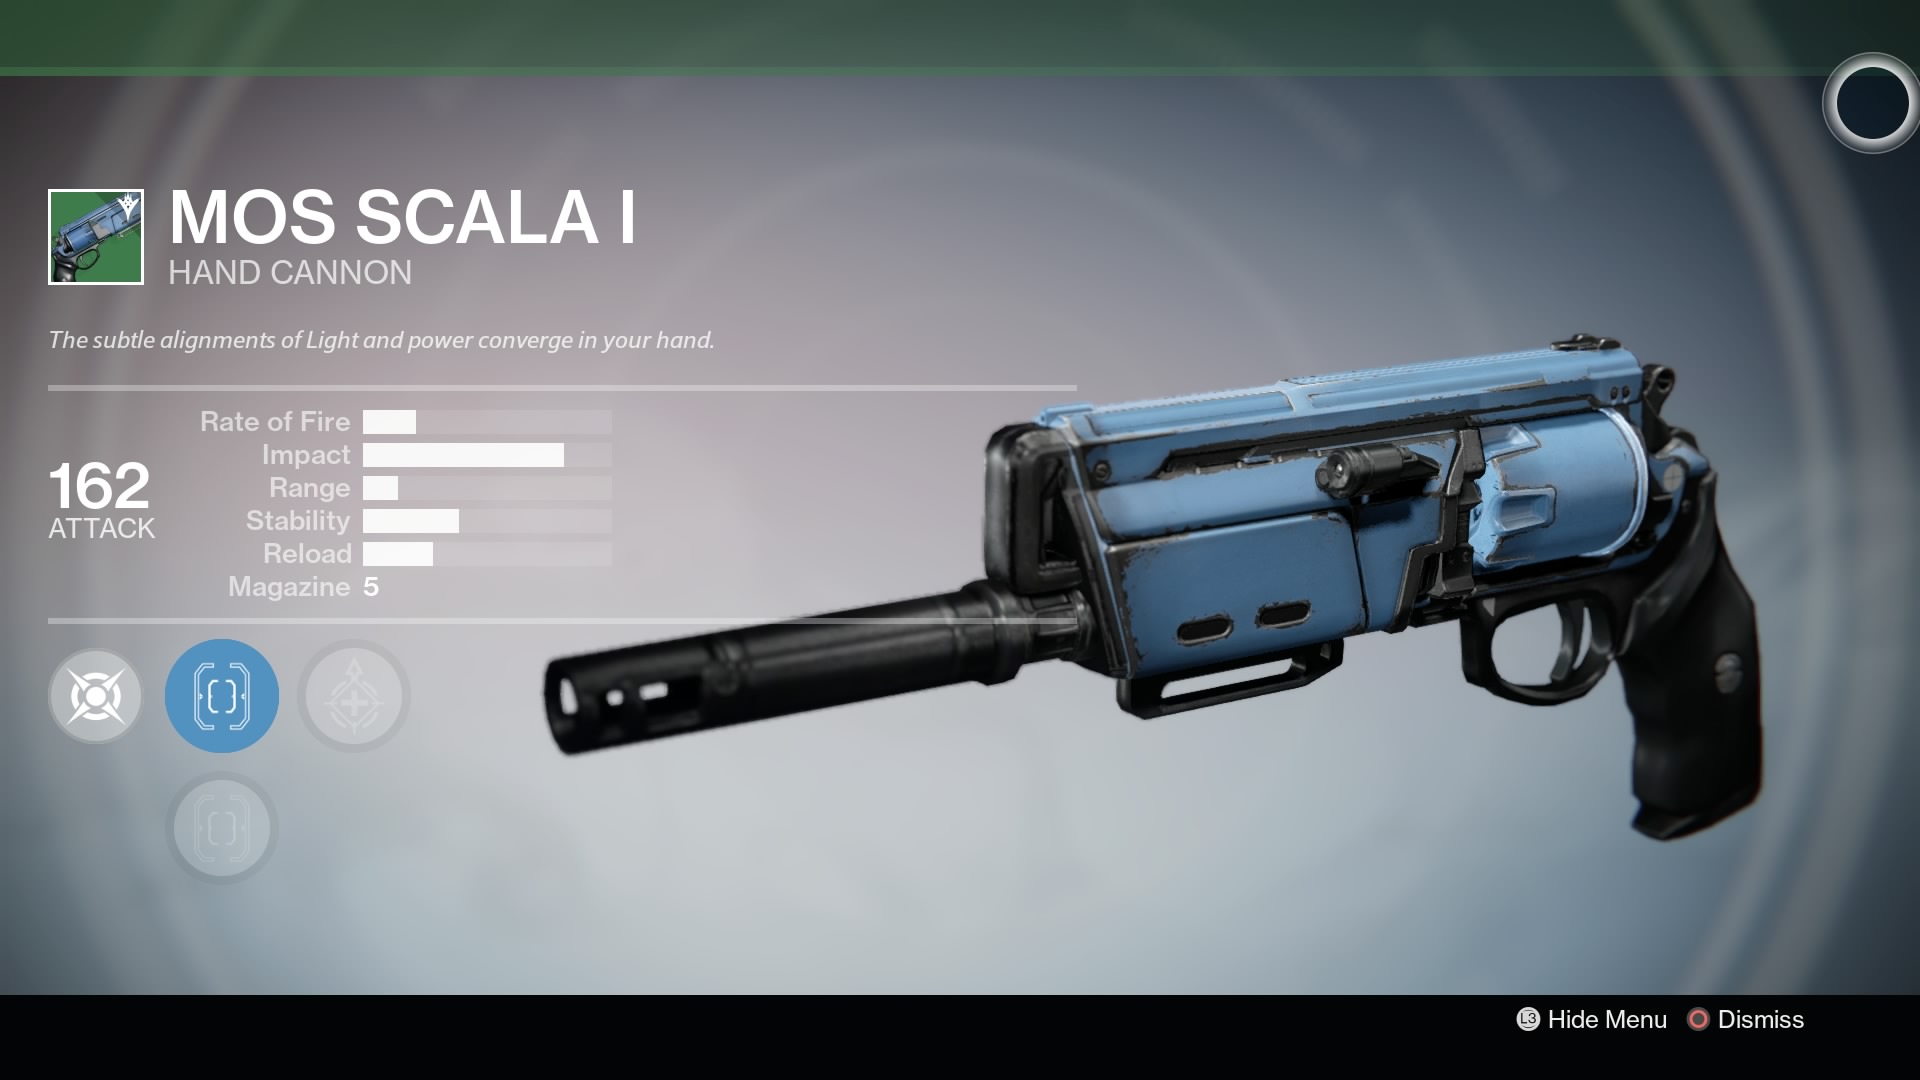 MOS SCALA I
HAND CANNON
The subtle alignments of Light and power converge in your hand.
162
ATTACK
Rate of Fire
Impact
Range
Stability
Reload
Magazine 5
L3 Hide Menu Dismiss